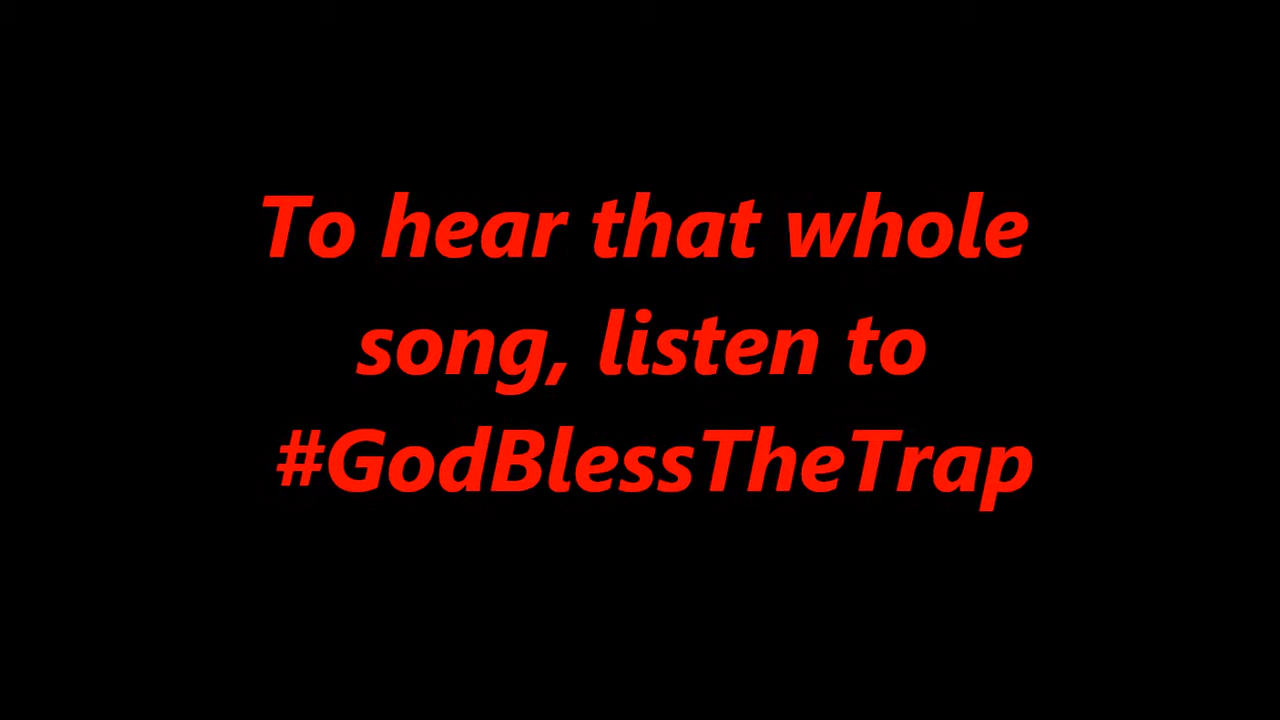 To hear that whole
song, listen to
#GodBlessTheTrap